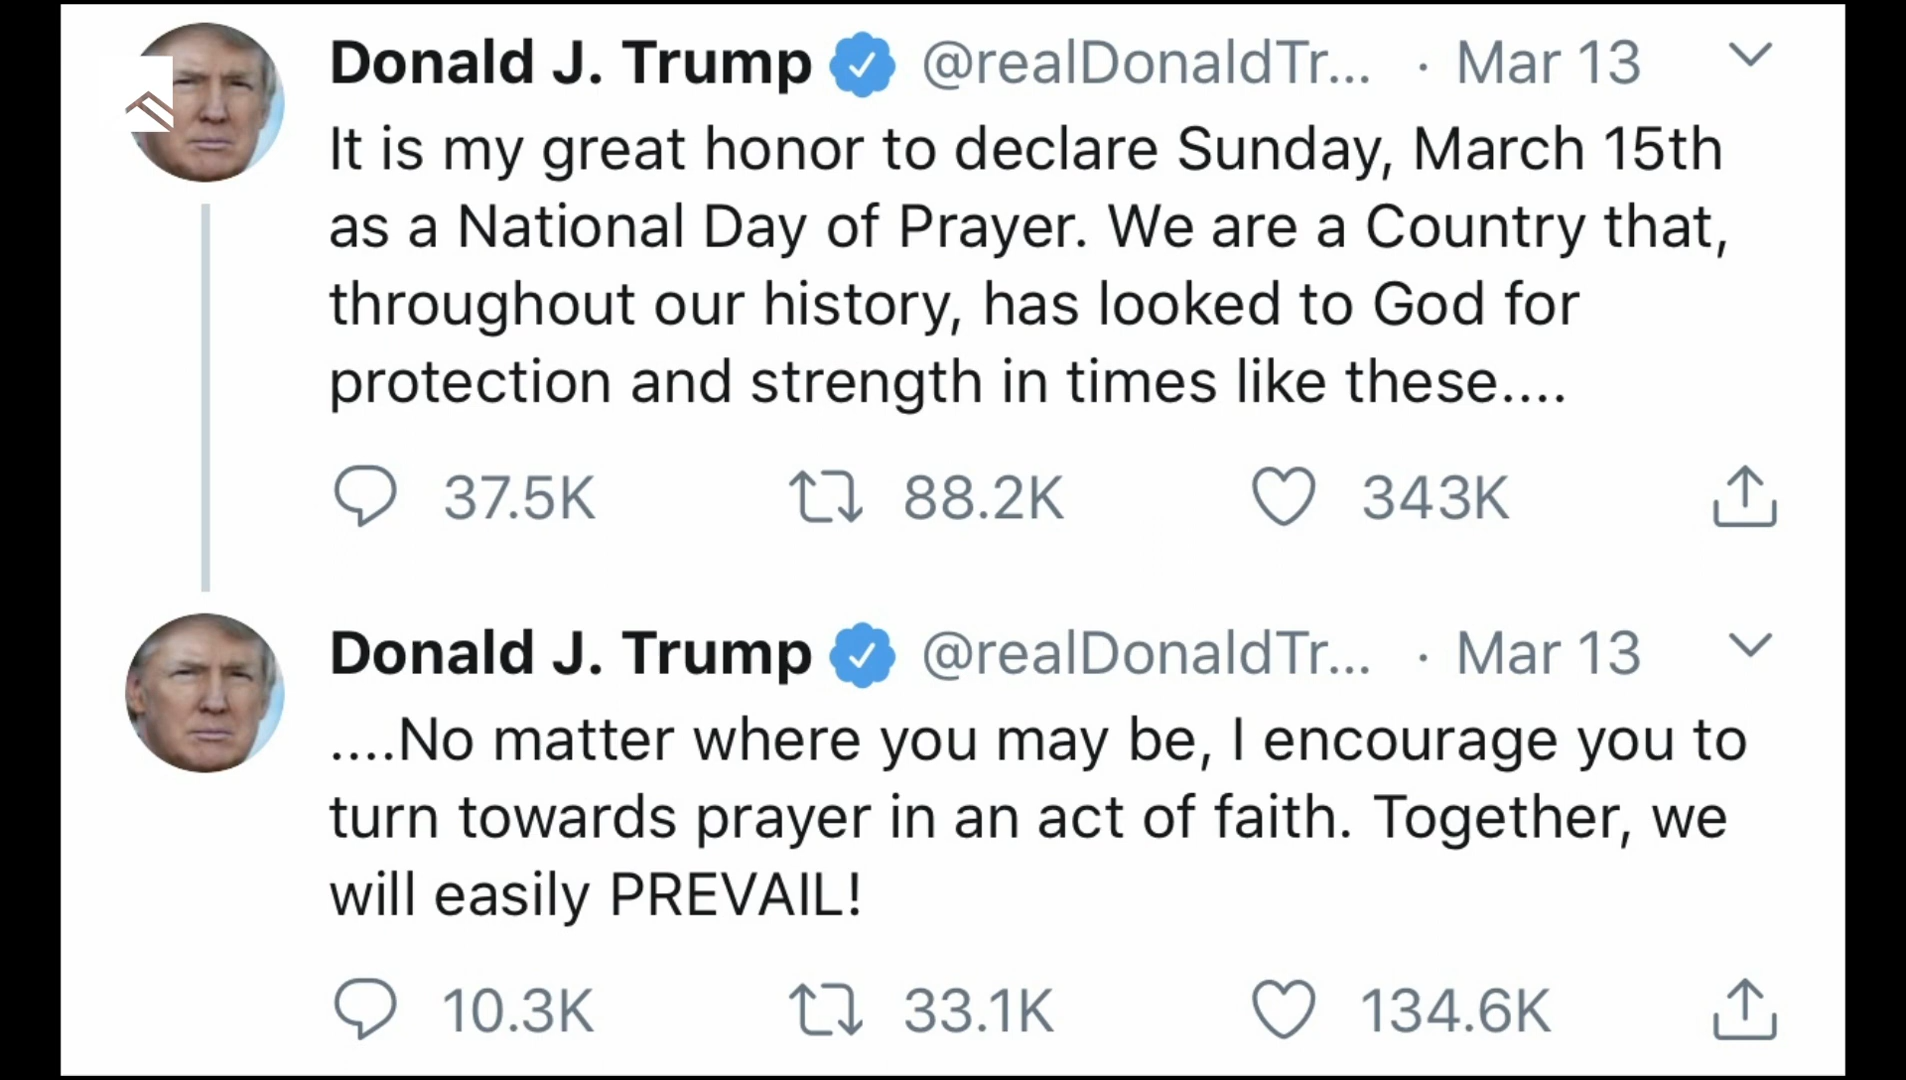 Donald J. Trump @realDonaldTr... · Mar 13
It is my great honor to declare Sunday, March 15th
as a National Day of Prayer. We are a Country that,
throughout our history, has looked to God for
protection and strength in times like these....
37.5K 88.2K 343K
Donald J. Trump @realDonaldTr... · Mar 13
....No matter where you may be, I encourage you to
turn towards prayer in an act of faith. Together, we
will easily PREVAIL!
10.3K 33.1K 134.6K